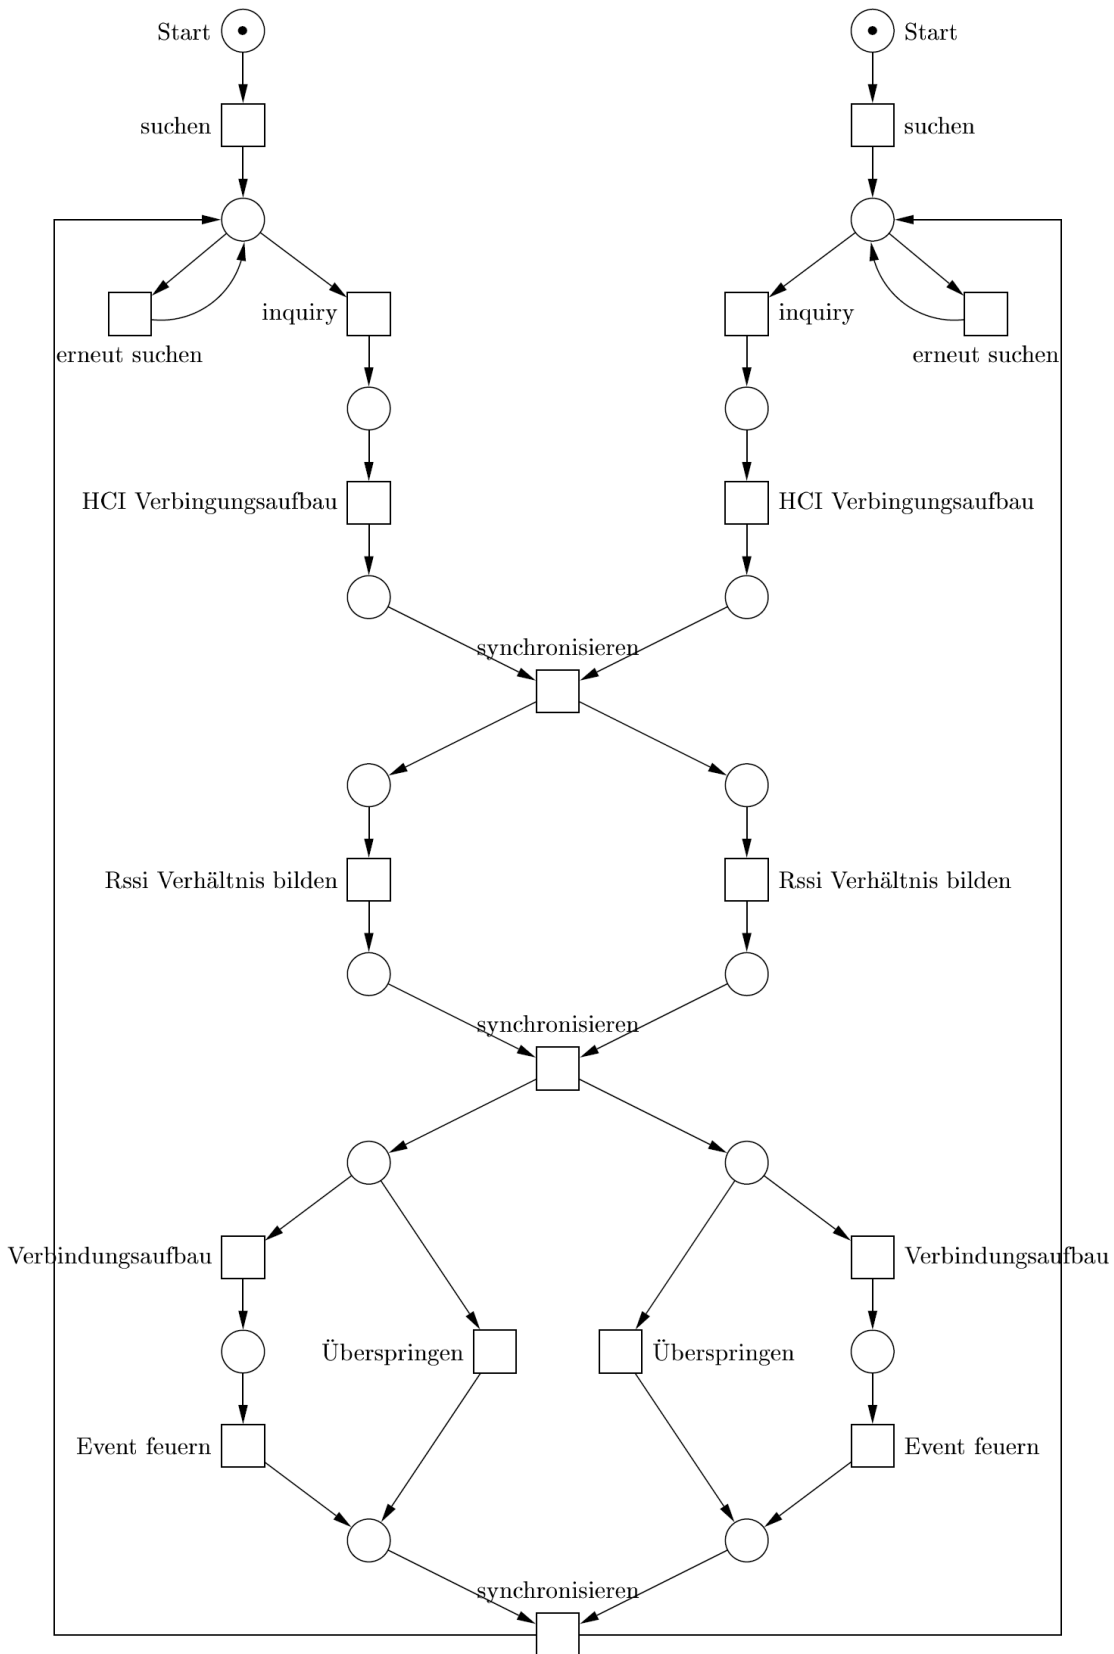 Start
Start
suchen
suchen
inquiry
inquiry
erneut suchen
erneut suchen
HCI Verbingungsaufbau
HCI Verbingungsaufbau
synchronisieren
Rssi Verhältnis bilden
Rssi Verhältnis bilden
synchronisieren
Verbindungsaufbau
Verbindungsaufbau
Überspringen
Überspringen
Event feuern
Event feuern
synchronisieren